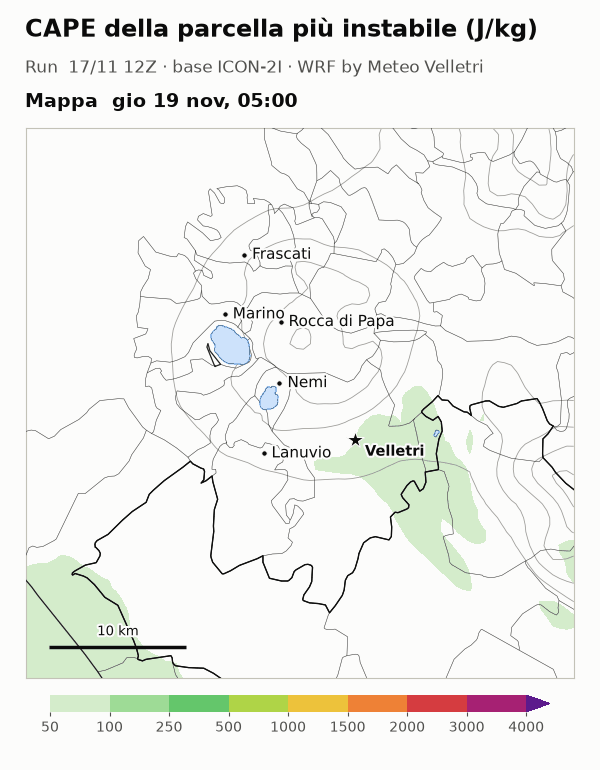 CAPE della parcella più instabile (J/kg)
Run  17/11 12Z · base ICON-2I · WRF by Meteo Velletri
Mappa  gio 19 nov, 05:00
Frascati
Marino
Rocca di Papa
Nemi
Velletri
Lanuvio
10 km
50 100 250 500 1000 1500 2000 3000 4000